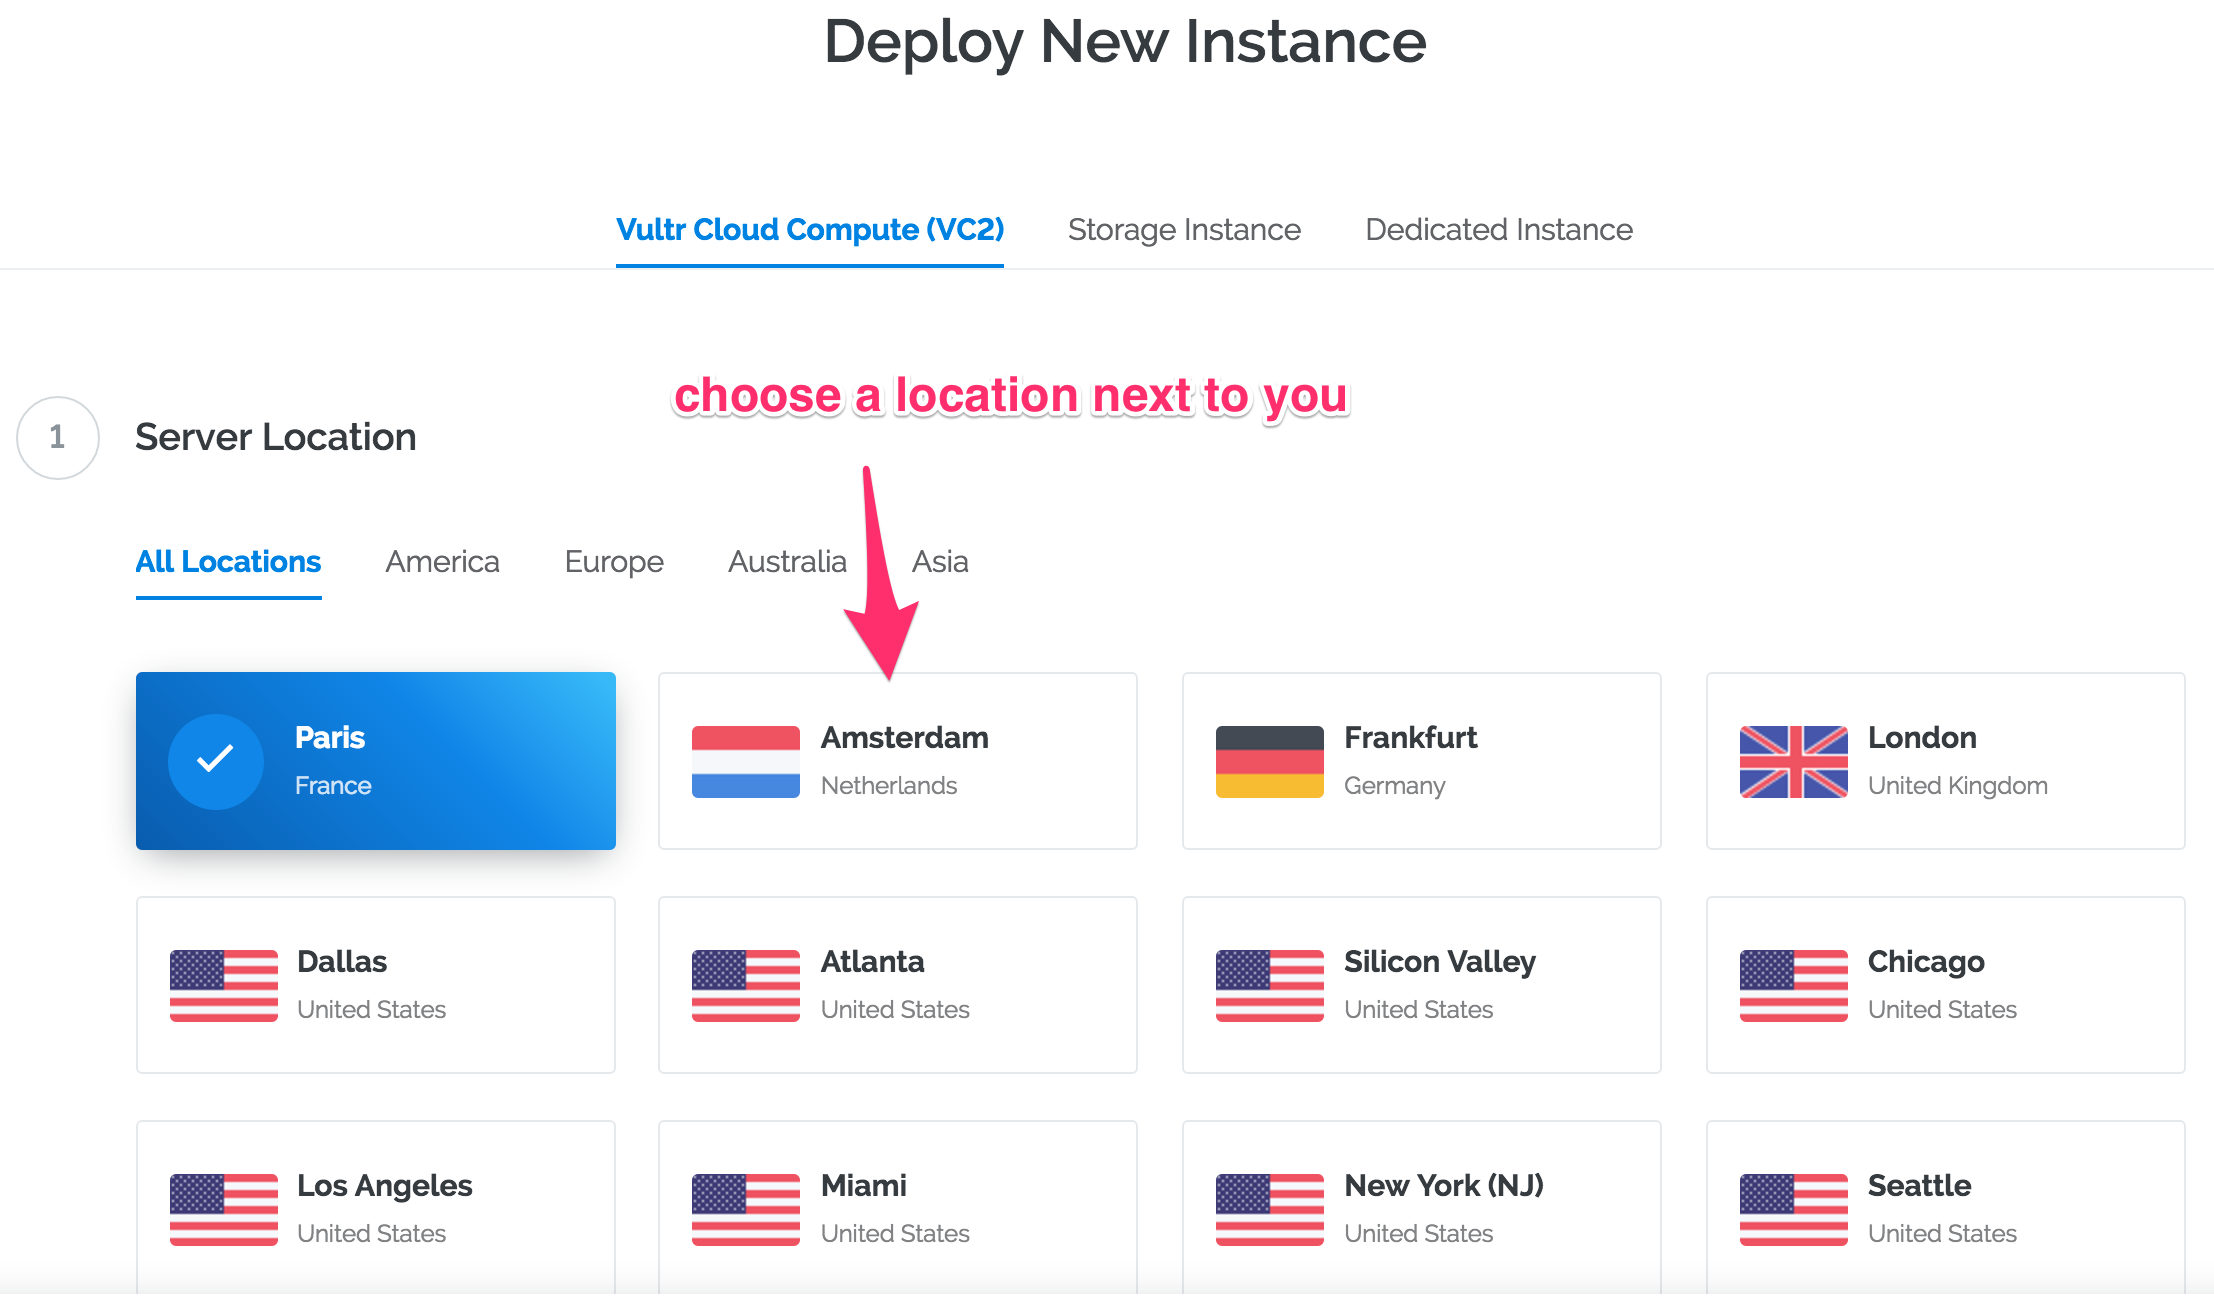 Deploy New Instance
Vultr Cloud Compute (VC2) Storage Instance Dedicated Instance
choose a location next to you
1 Server Location
All Locations America Europe Australia Asia
Paris
France
Amsterdam
Netherlands
Frankfurt
Germany
London
United Kingdom
Dallas
United States
Atlanta
United States
Silicon Valley
United States
Chicago
United States
Los Angeles
United States
Miami
United States
New York (NJ)
United States
Seattle
United States